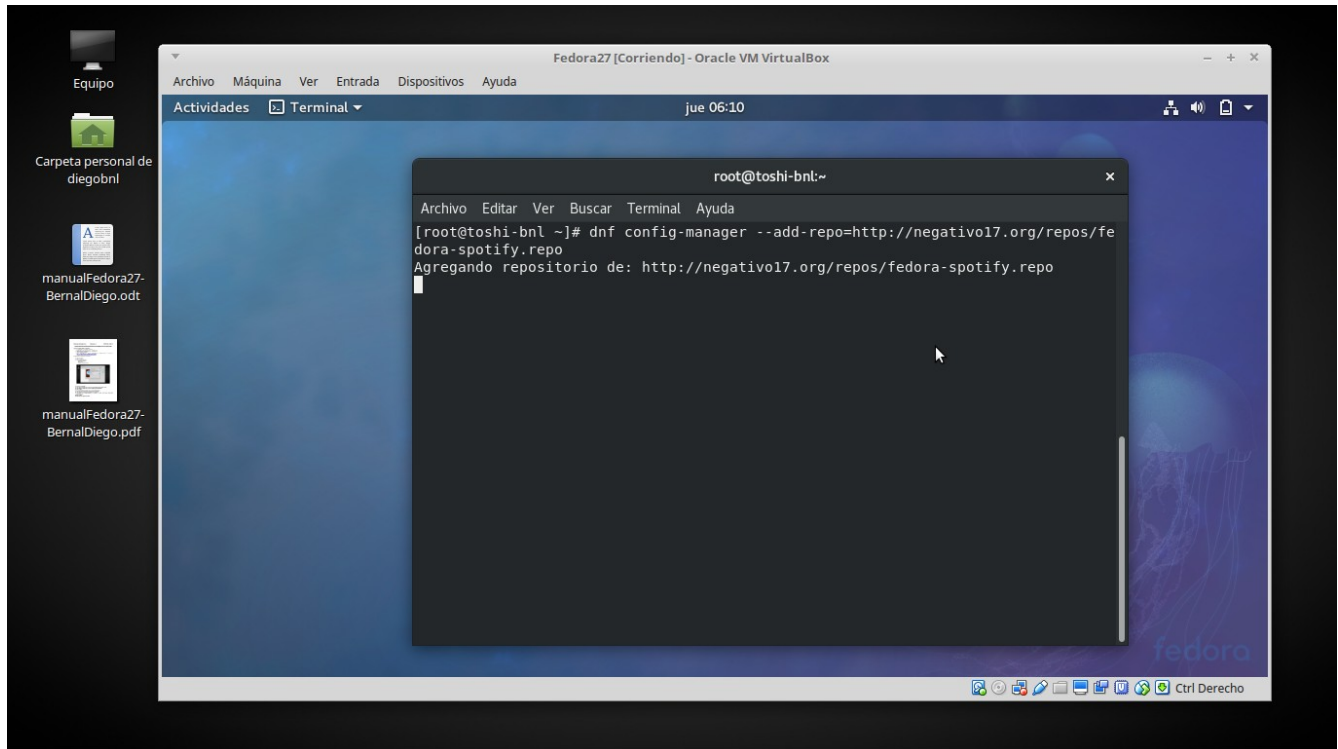 Equipo
Carpeta personal de
diegobnl
manualFedora27-
BernalDiego.odt
manualFedora27-
BernalDiego.pdf
Fedora27 [Corriendo] - Oracle VM VirtualBox
Archivo Máquina Ver Entrada Dispositivos Ayuda
Actividades Terminal jue 06:10
root@toshi-bnl:~
Archivo Editar Ver Buscar Terminal Ayuda
[root@toshi-bnl ~]# dnf config-manager --add-repo=http://negativo17.org/repos/fe
dora-spotify.repo
Agregando repositorio de: http://negativo17.org/repos/fedora-spotify.repo
fedora
Ctrl Derecho